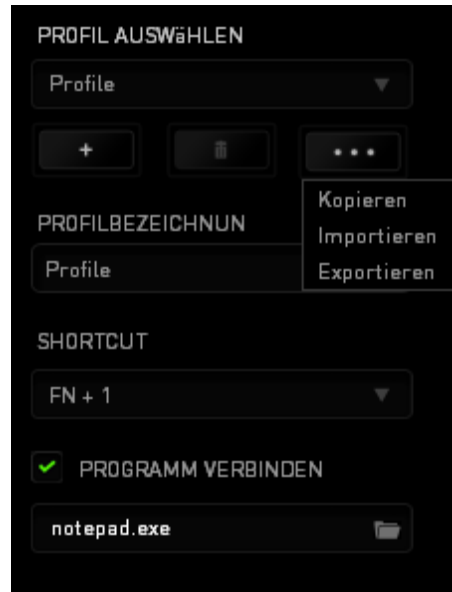 PROFIL AUSWäHLEN
Profile
+
...
Kopieren
Importieren
Exportieren
PROFILBEZEICHNUN
Profile
SHORTCUT
FN + 1
PROGRAMM VERBINDEN
notepad.exe